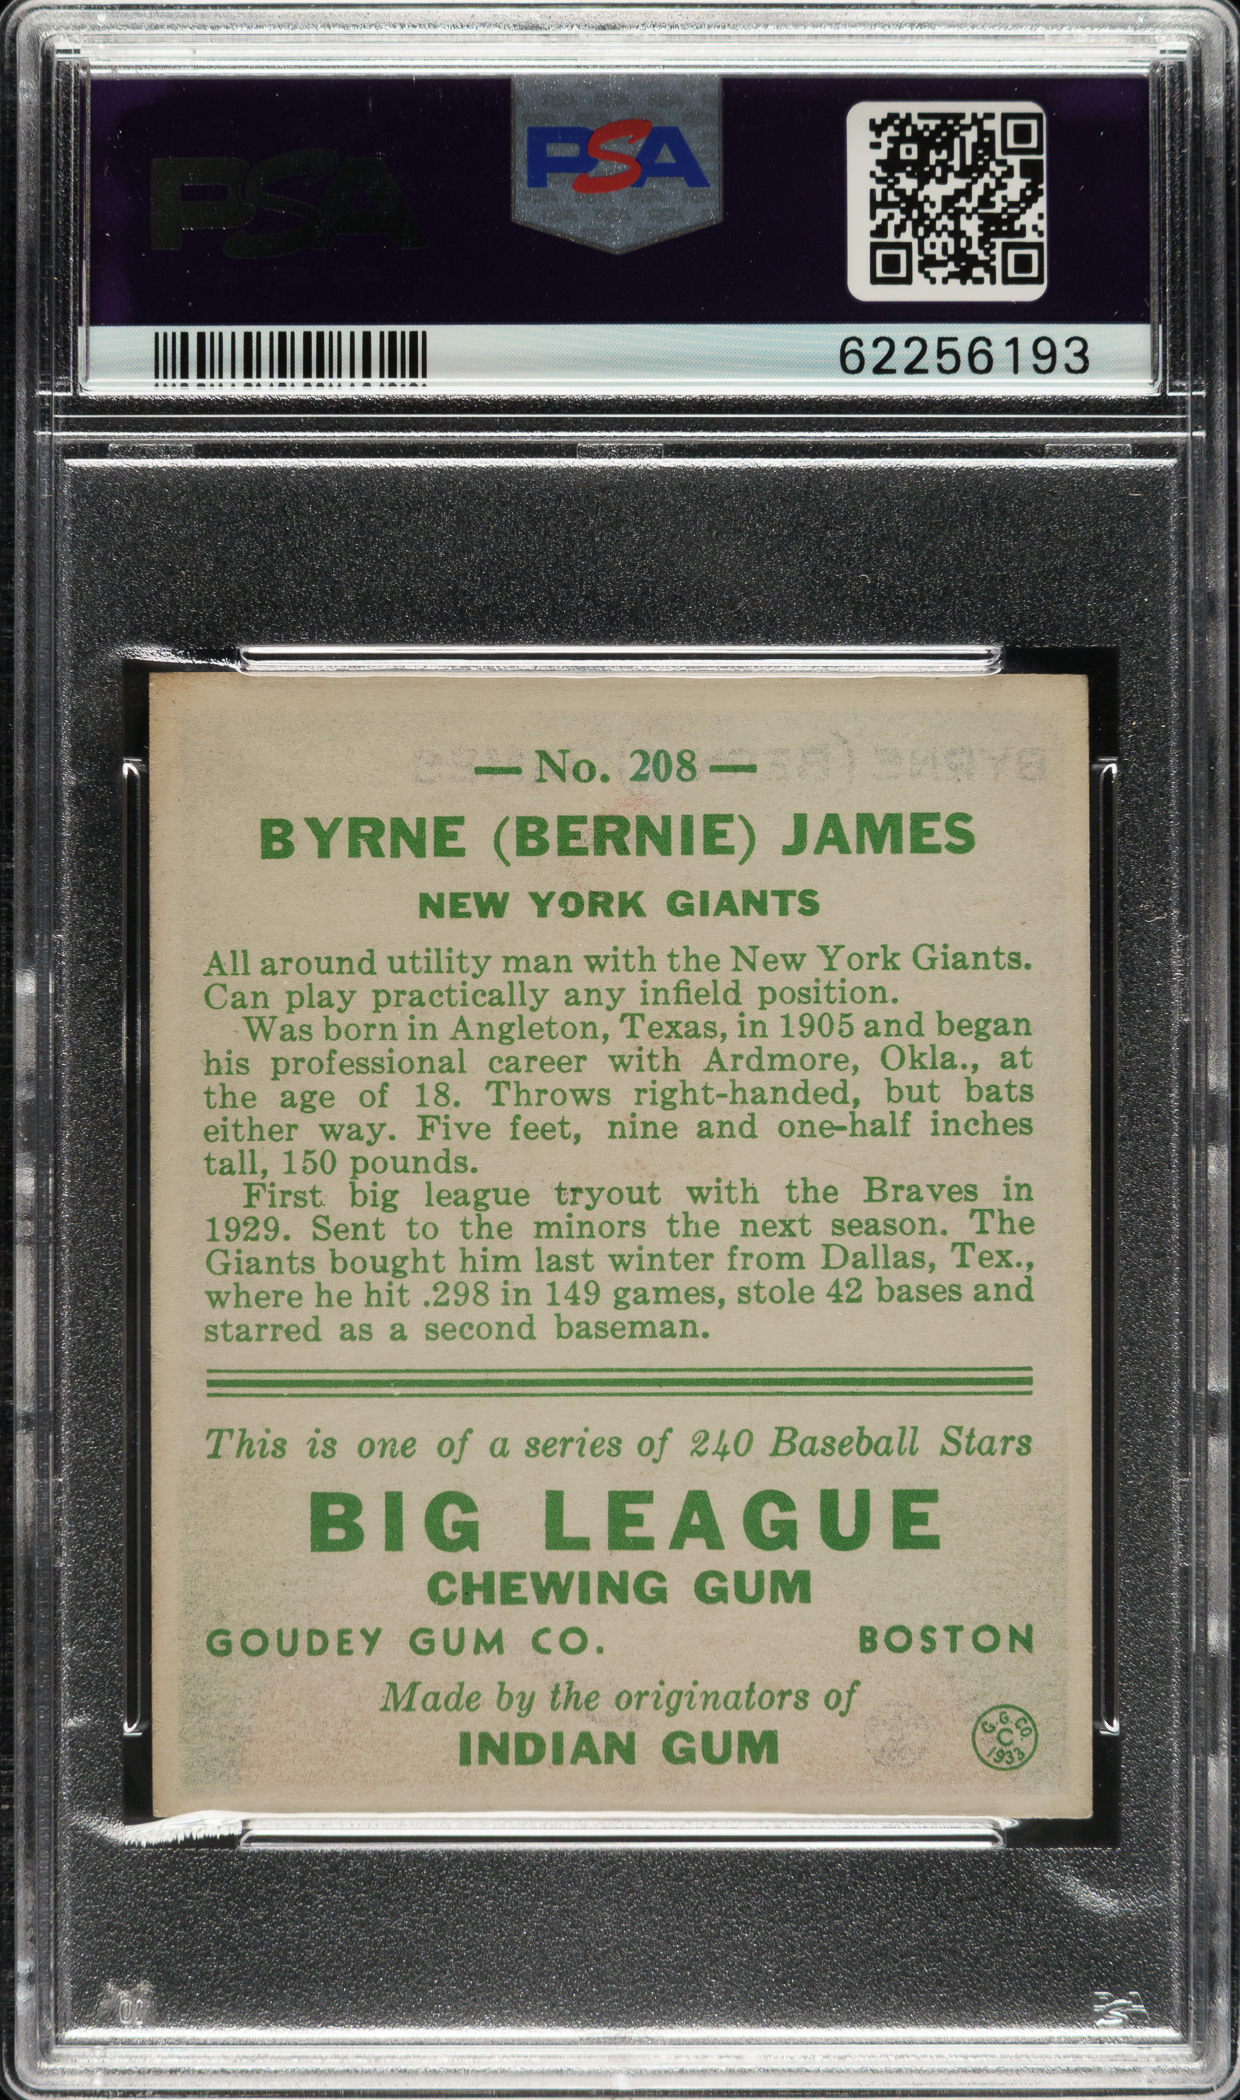 PSA
PSA
62256193
— No. 208 —
BYRNE (BERNIE) JAMES
NEW YORK GIANTS
All around utility man with the New York Giants.
Can play practically any infield position.
Was born in Angleton, Texas, in 1905 and began
his professional career with Ardmore, Okla., at
the age of 18. Throws right-handed, but bats
either way. Five feet, nine and one-half inches
tall, 150 pounds.
First big league tryout with the Braves in
1929. Sent to the minors the next season. The
Giants bought him last winter from Dallas, Tex.,
where he hit .298 in 149 games, stole 42 bases and
starred as a second baseman.
This is one of a series of 240 Baseball Stars
BIG LEAGUE
CHEWING GUM
GOUDEY GUM CO. BOSTON
Made by the originators of
INDIAN GUM
G. G. CO.
C
1933
PSA